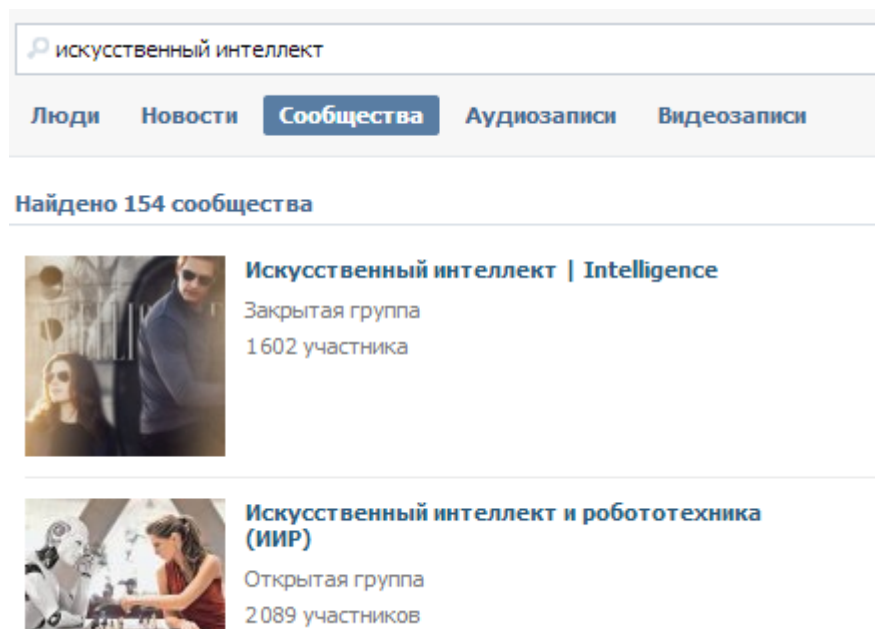 искусственный интеллект
Люди Новости Сообщества Аудиозаписи Видеозаписи
Найдено 154 сообщества
Искусственный интеллект | Intelligence
Закрытая группа
1602 участника
Искусственный интеллект и робототехника
(ИИР)
Открытая группа
2089 участников